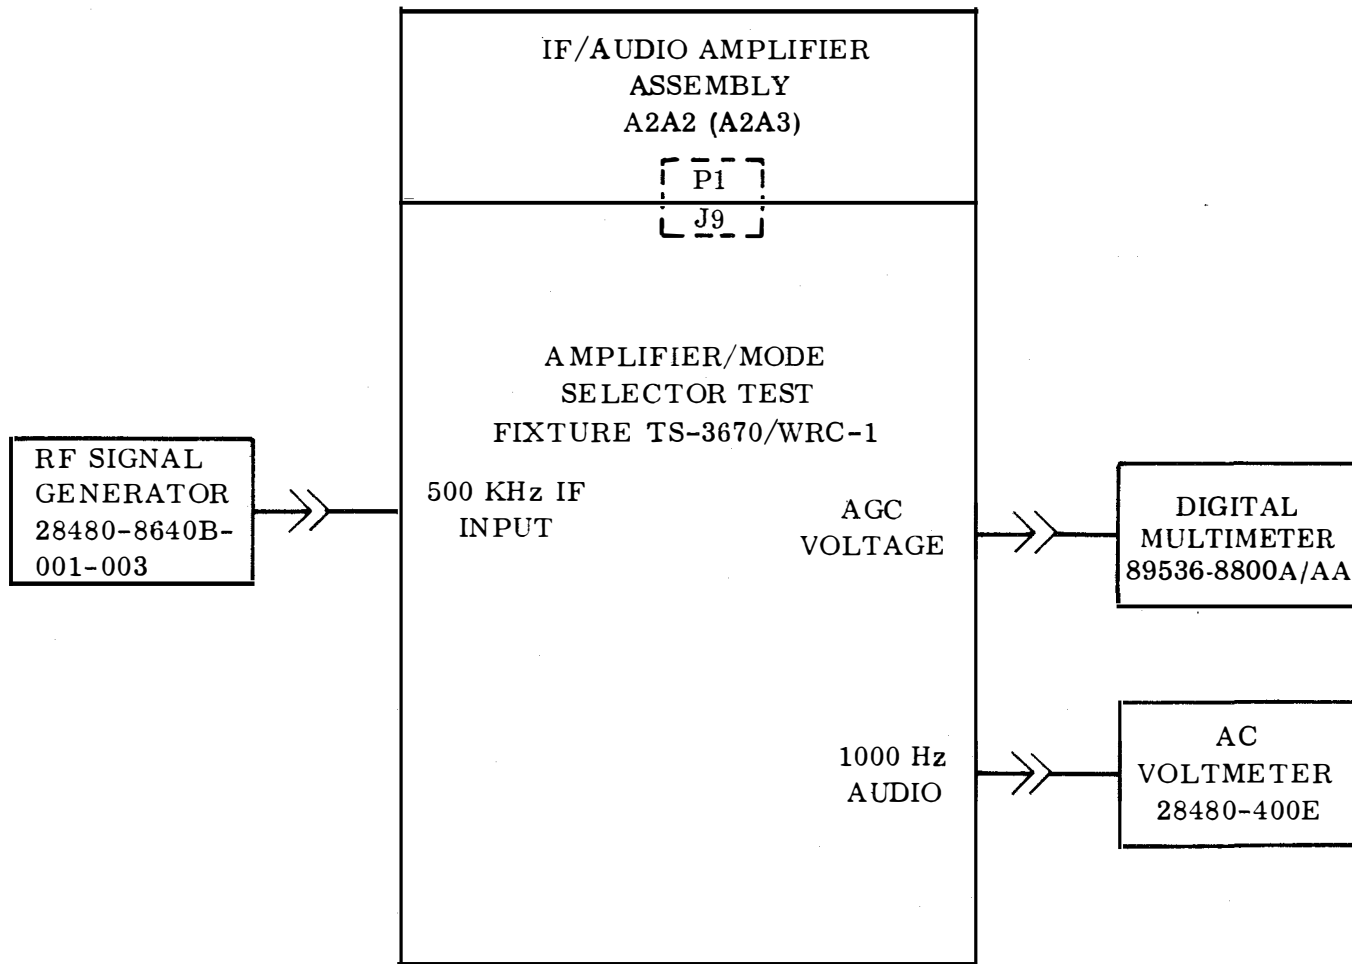 IF/AUDIO AMPLIFIER
ASSEMBLY
A2A2 (A2A3)
P1
J9
AMPLIFIER/MODE
SELECTOR TEST
FIXTURE TS-3670/WRC-1
RF SIGNAL
GENERATOR
28480-8640B-
001-003
500 KHz IF
INPUT
AGC
VOLTAGE
DIGITAL
MULTIMETER
89536-8800A/AA
1000 Hz
AUDIO
AC
VOLTMETER
28480-400E